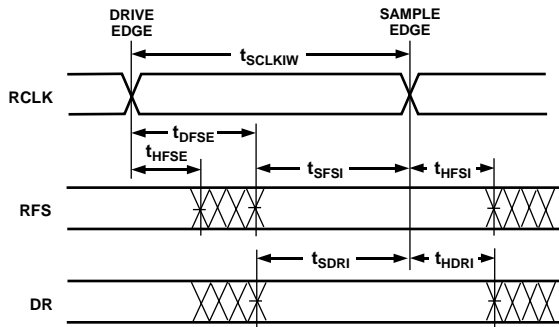 DRIVE EDGE
SAMPLE EDGE
tSCLKIW
RCLK
tDFSE
tHFSE
tSFSI
tHFSI
RFS
tSDRI
tHDRI
DR